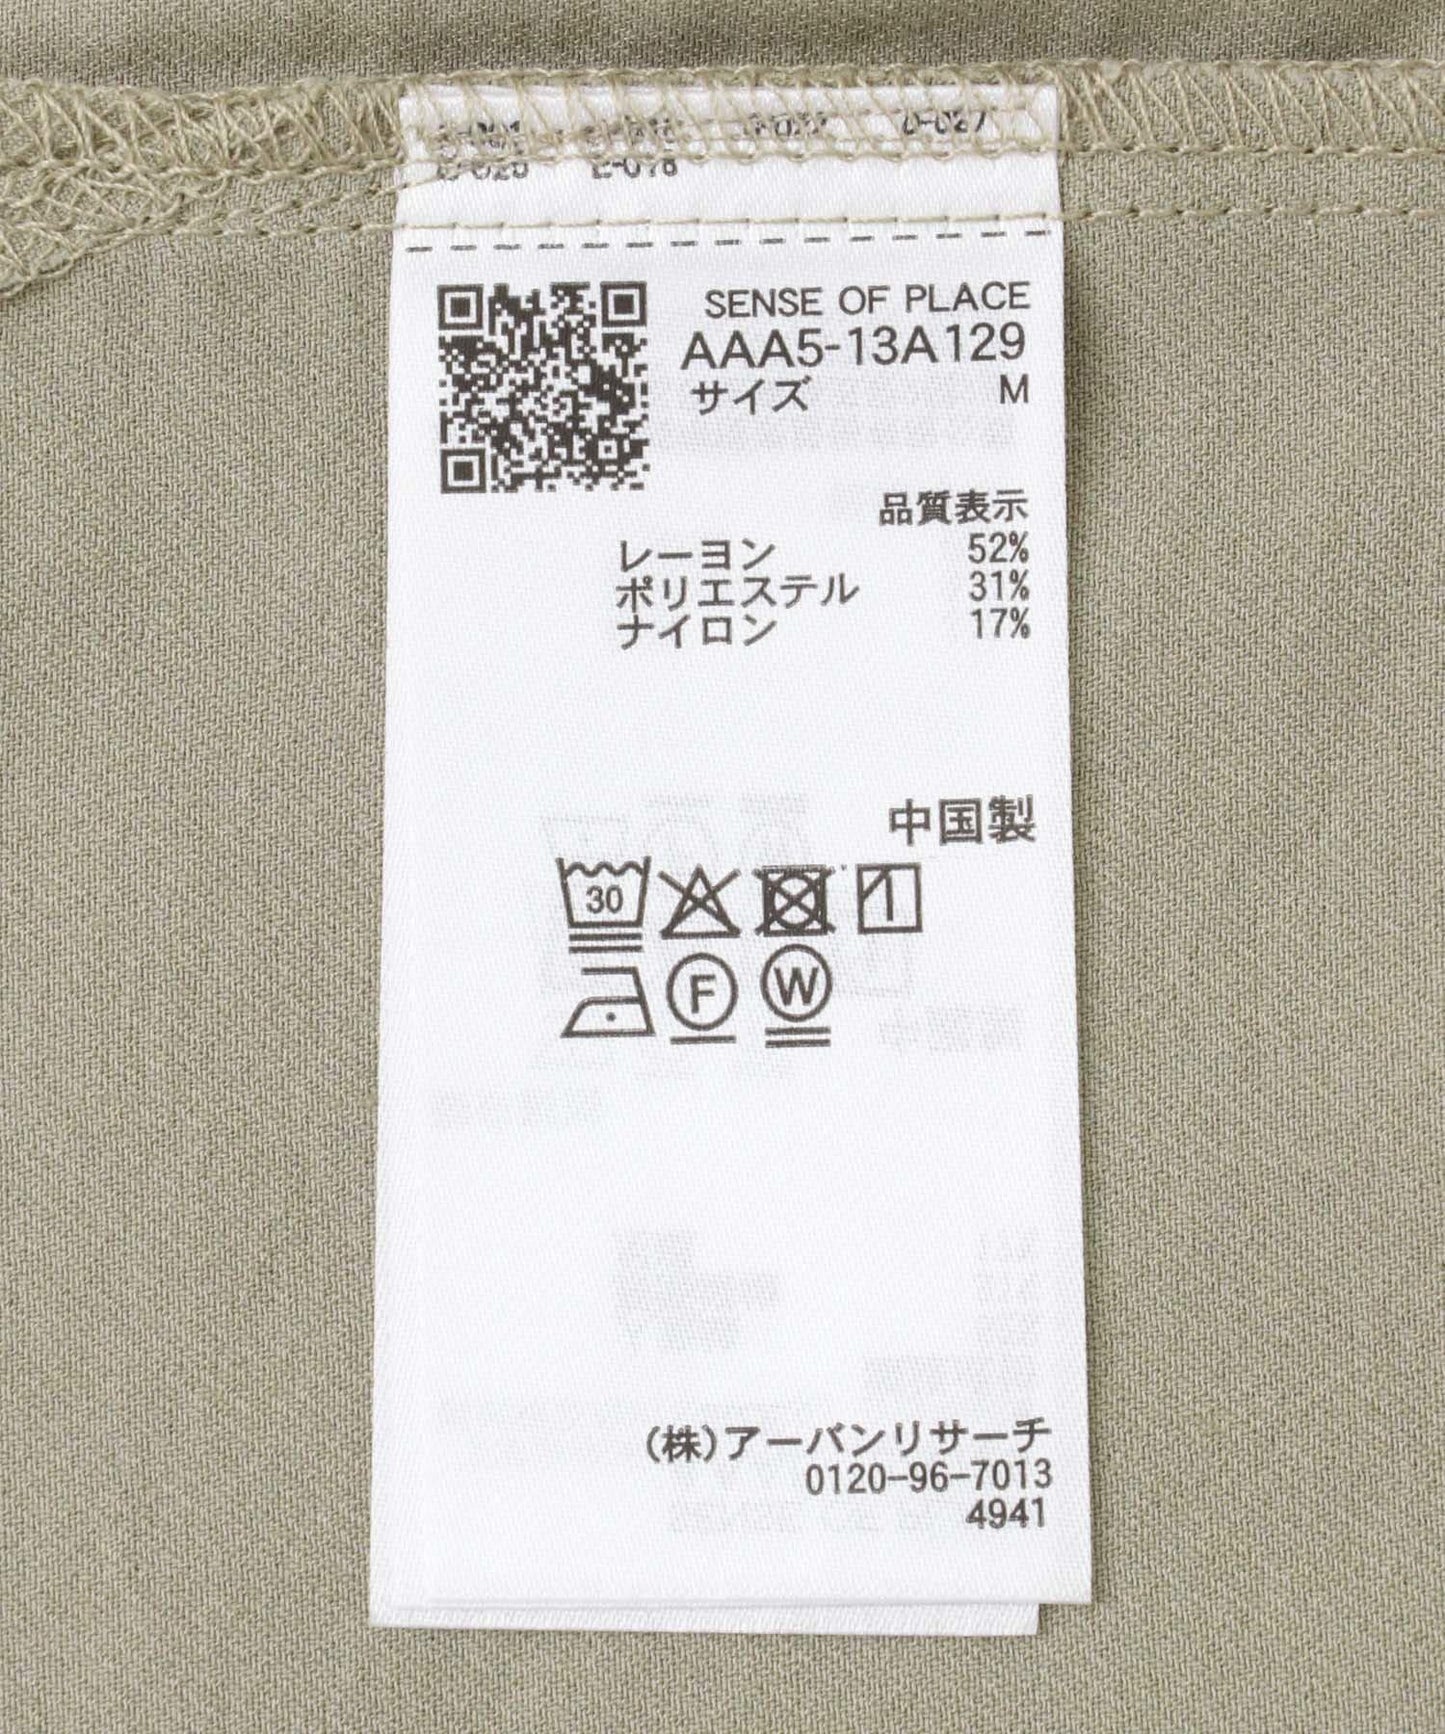 D-027
E-078
SENSE OF PLACE
AAA5-13A129
サイズ M
品質表示
レーヨン 52%
ポリエステル 31%
ナイロン 17%
中国製
30
F W
(株)アーバンリサーチ
0120-96-7013
4941